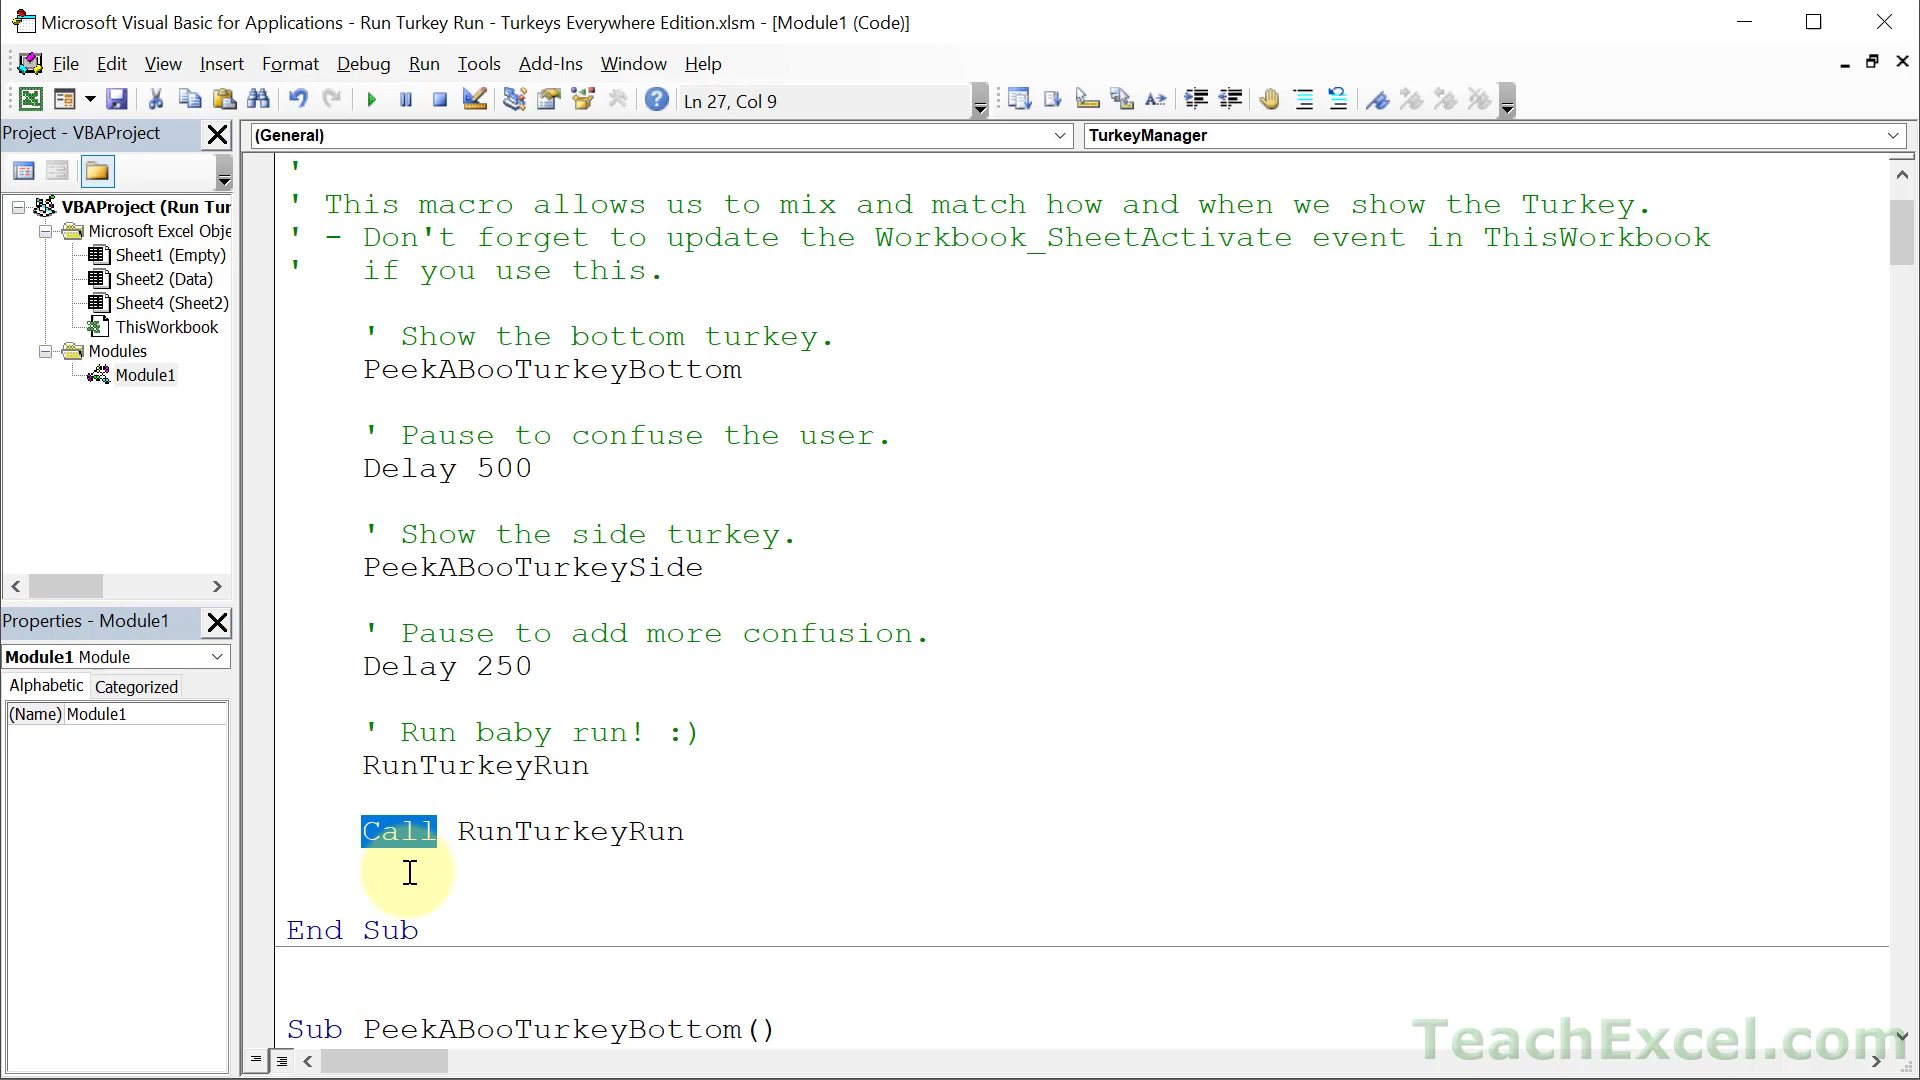 Microsoft Visual Basic for Applications - Run Turkey Run - Turkeys Everywhere Edition.xlsm - [Module1 (Code)]
File Edit View Insert Format Debug Run Tools Add-Ins Window Help
Ln 27, Col 9
Project - VBAProject
(General)
TurkeyManager
VBAProject (Run Tur
Microsoft Excel Obje
Sheet1 (Empty)
Sheet2 (Data)
Sheet4 (Sheet2)
ThisWorkbook
Modules
Module1
Properties - Module1
Module1 Module
Alphabetic Categorized
(Name) Module1
'
' This macro allows us to mix and match how and when we show the Turkey.
' - Don't forget to update the Workbook_SheetActivate event in ThisWorkbook
'   if you use this.
' Show the bottom turkey.
PeekABooTurkeyBottom
' Pause to confuse the user.
Delay 500
' Show the side turkey.
PeekABooTurkeySide
' Pause to add more confusion.
Delay 250
' Run baby run! :)
RunTurkeyRun
Call RunTurkeyRun
End Sub
Sub PeekABooTurkeyBottom()
TeachExcel.com